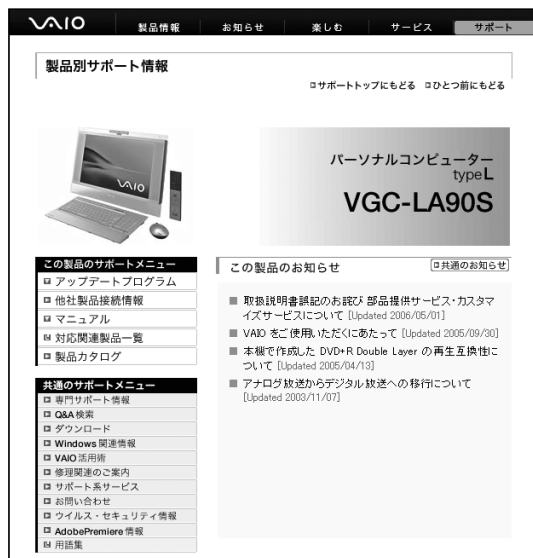 VAIO 製品情報 お知らせ 楽しむ サービス サポート
製品別サポート情報
サポートトップにもどる ひとつ前にもどる
VAIO
パーソナルコンピューター
typeL
VGC-LA90S
この製品のサポートメニュー
アップデートプログラム
他社製品接続情報
マニュアル
対応関連製品一覧
製品カタログ
共通のサポートメニュー
専門サポート情報
Q&A検索
ダウンロード
Windows 関連情報
VAIO 活用術
修理関連のご案内
サポート系サービス
お問い合わせ
ウイルス・セキュリティ情報
AdobePremiere 情報
用語集
この製品のお知らせ 共通のお知らせ
取扱説明書誤記のお詫び 部品提供サービス・カスタマ
イズサービスについて [Updated 2006/05/01]
VAIO をご使用いただくにあたって [Updated 2005/09/30]
本機で作成した DVD+R Double Layer の再生互換性に
ついて [Updated 2005/04/13]
アナログ放送からデジタル放送への移行について
[Updated 2003/11/07]